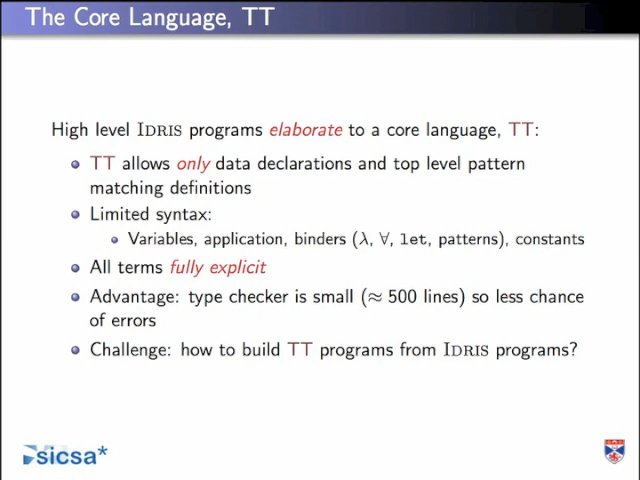 The Core Language, TT
High level IDRIS programs elaborate to a core language, TT:
TT allows only data declarations and top level pattern
matching definitions
Limited syntax:
Variables, application, binders (λ, ∀, let, patterns), constants
All terms fully explicit
Advantage: type checker is small (≈ 500 lines) so less chance
of errors
Challenge: how to build TT programs from IDRIS programs?
sicsa*